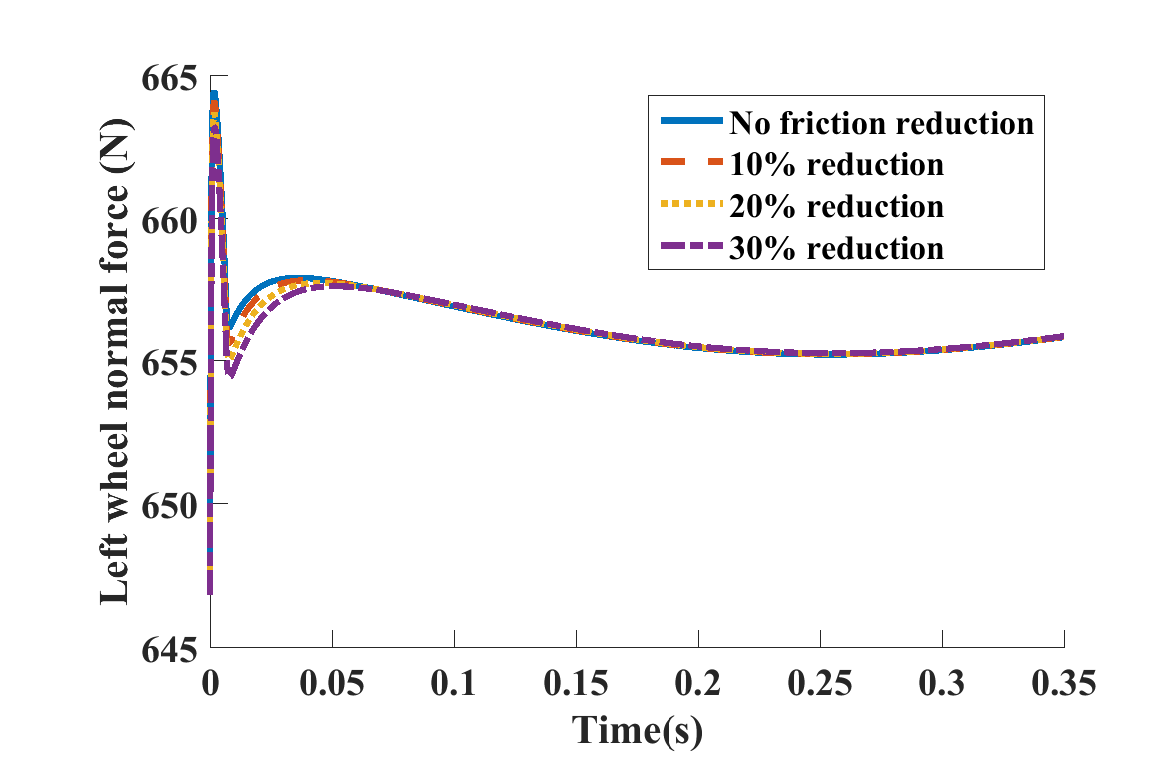 665
660
655
650
645
Left wheel normal force (N)
No friction reduction
10% reduction
20% reduction
30% reduction
0 0.05 0.1 0.15 0.2 0.25 0.3 0.35
Time(s)